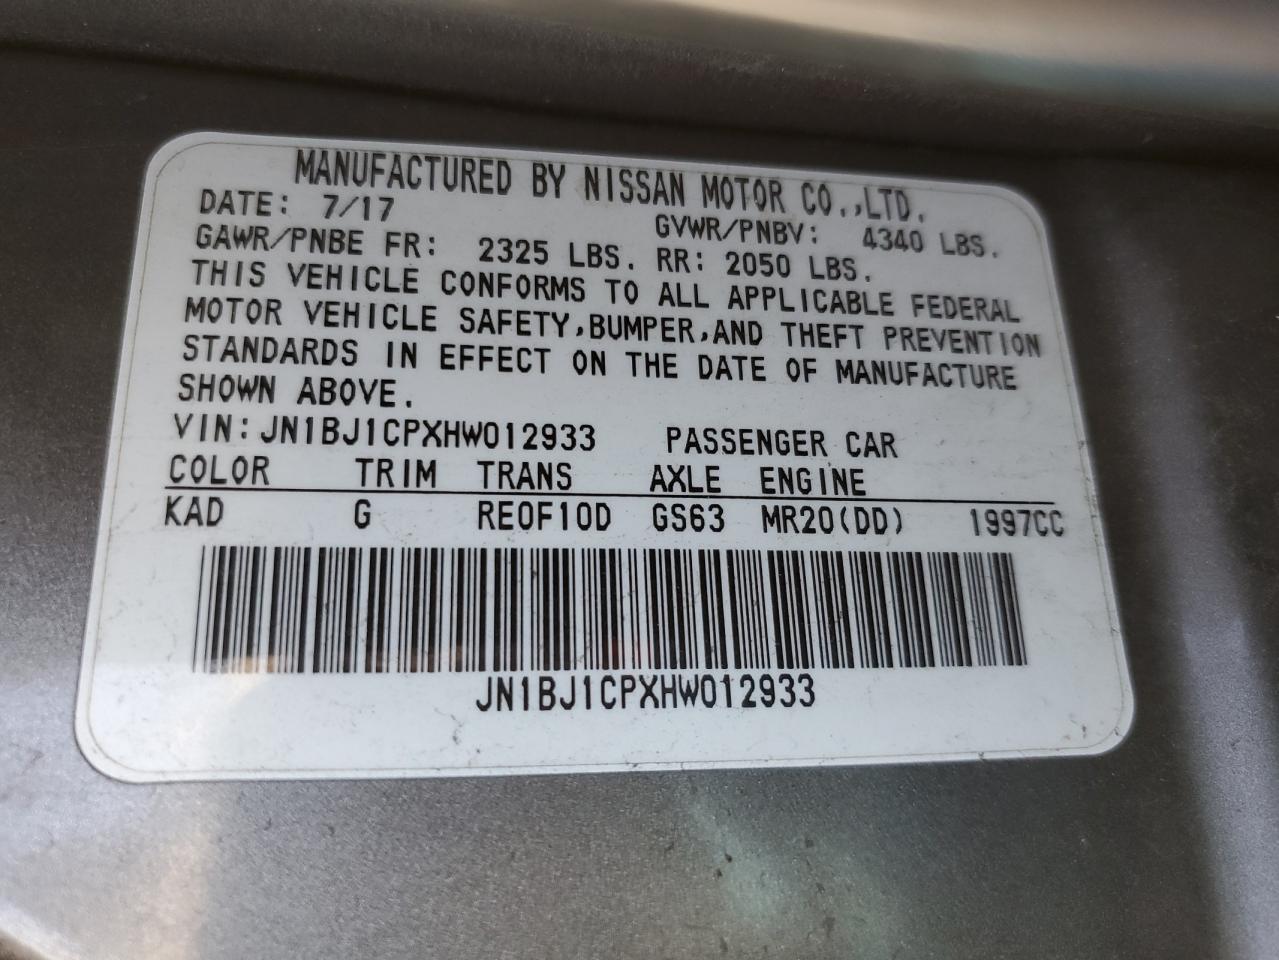 MANUFACTURED BY NISSAN MOTOR CO.,LTD.
DATE: 7/17 GVWR/PNBV: 4340 LBS.
GAWR/PNBE FR: 2325 LBS. RR: 2050 LBS.
THIS VEHICLE CONFORMS TO ALL APPLICABLE FEDERAL
MOTOR VEHICLE SAFETY,BUMPER,AND THEFT PREVENTION
STANDARDS IN EFFECT ON THE DATE OF MANUFACTURE
SHOWN ABOVE.
VIN:JN1BJ1CPXHW012933 PASSENGER CAR
COLOR TRIM TRANS AXLE ENGINE
KAD G RE0F10D GS63 MR20(DD) 1997CC
JN1BJ1CPXHW012933